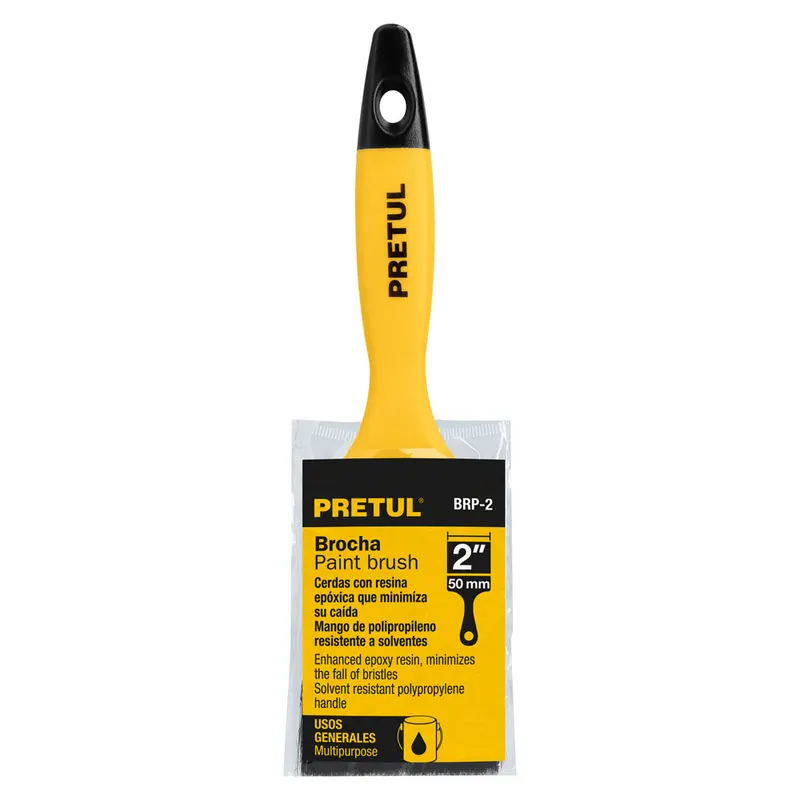 PRETUL
PRETUL® BRP-2
Brocha
Paint brush
2"
50 mm
Cerdas con resina
epóxica que minimíza
su caída
Mango de polipropileno
resistente a solventes
Enhanced epoxy resin, minimizes
the fall of bristles
Solvent resistant polypropylene
handle
USOS
GENERALES
Multipurpose